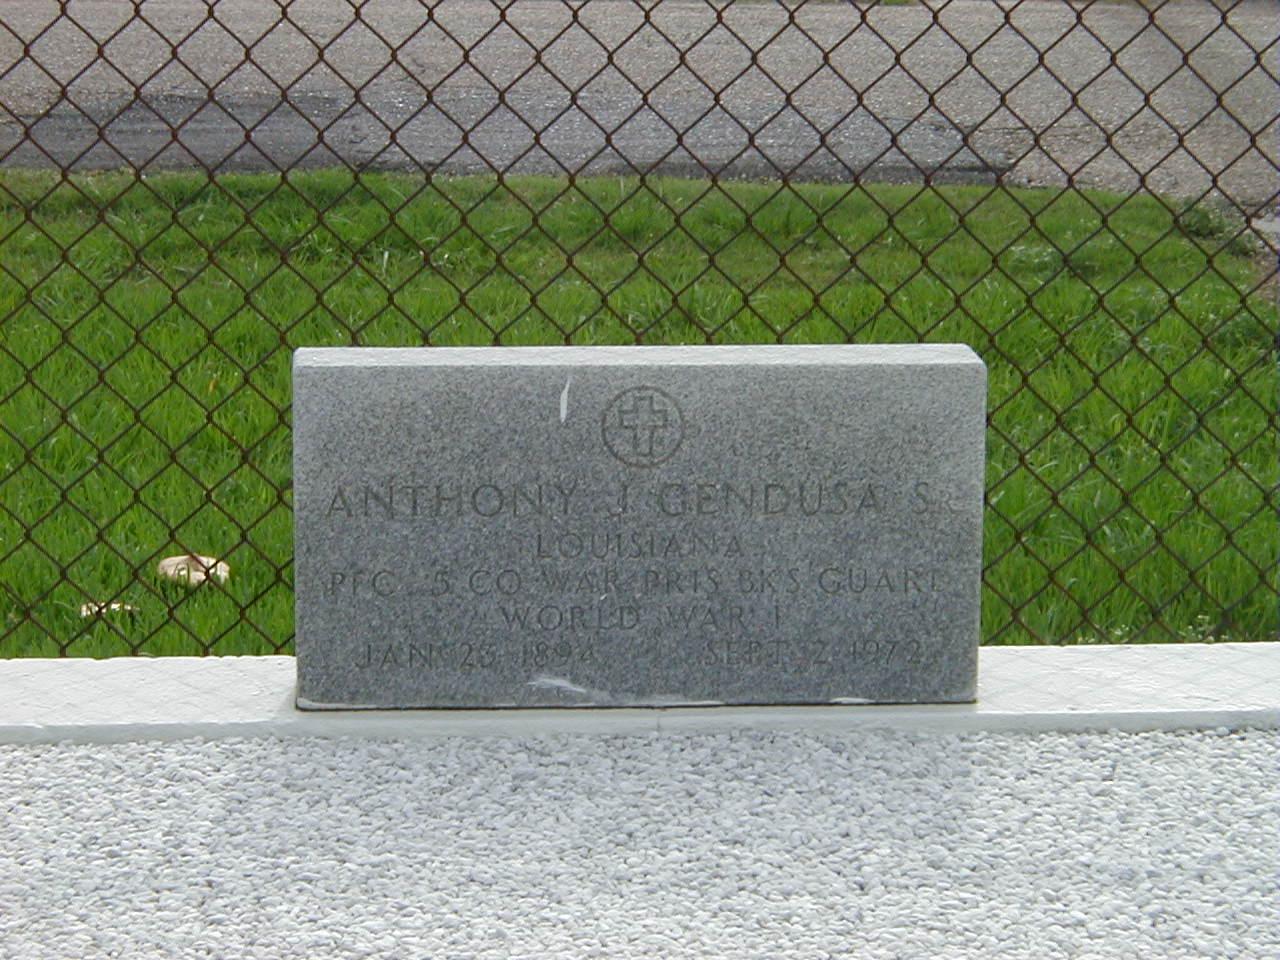 ANTHONY J GENDUSA SR
LOUISIANA
PFC 5 CO WAR PRIS BKS GUARD
WORLD WAR I
JAN 23 1894 SEPT 2 1972